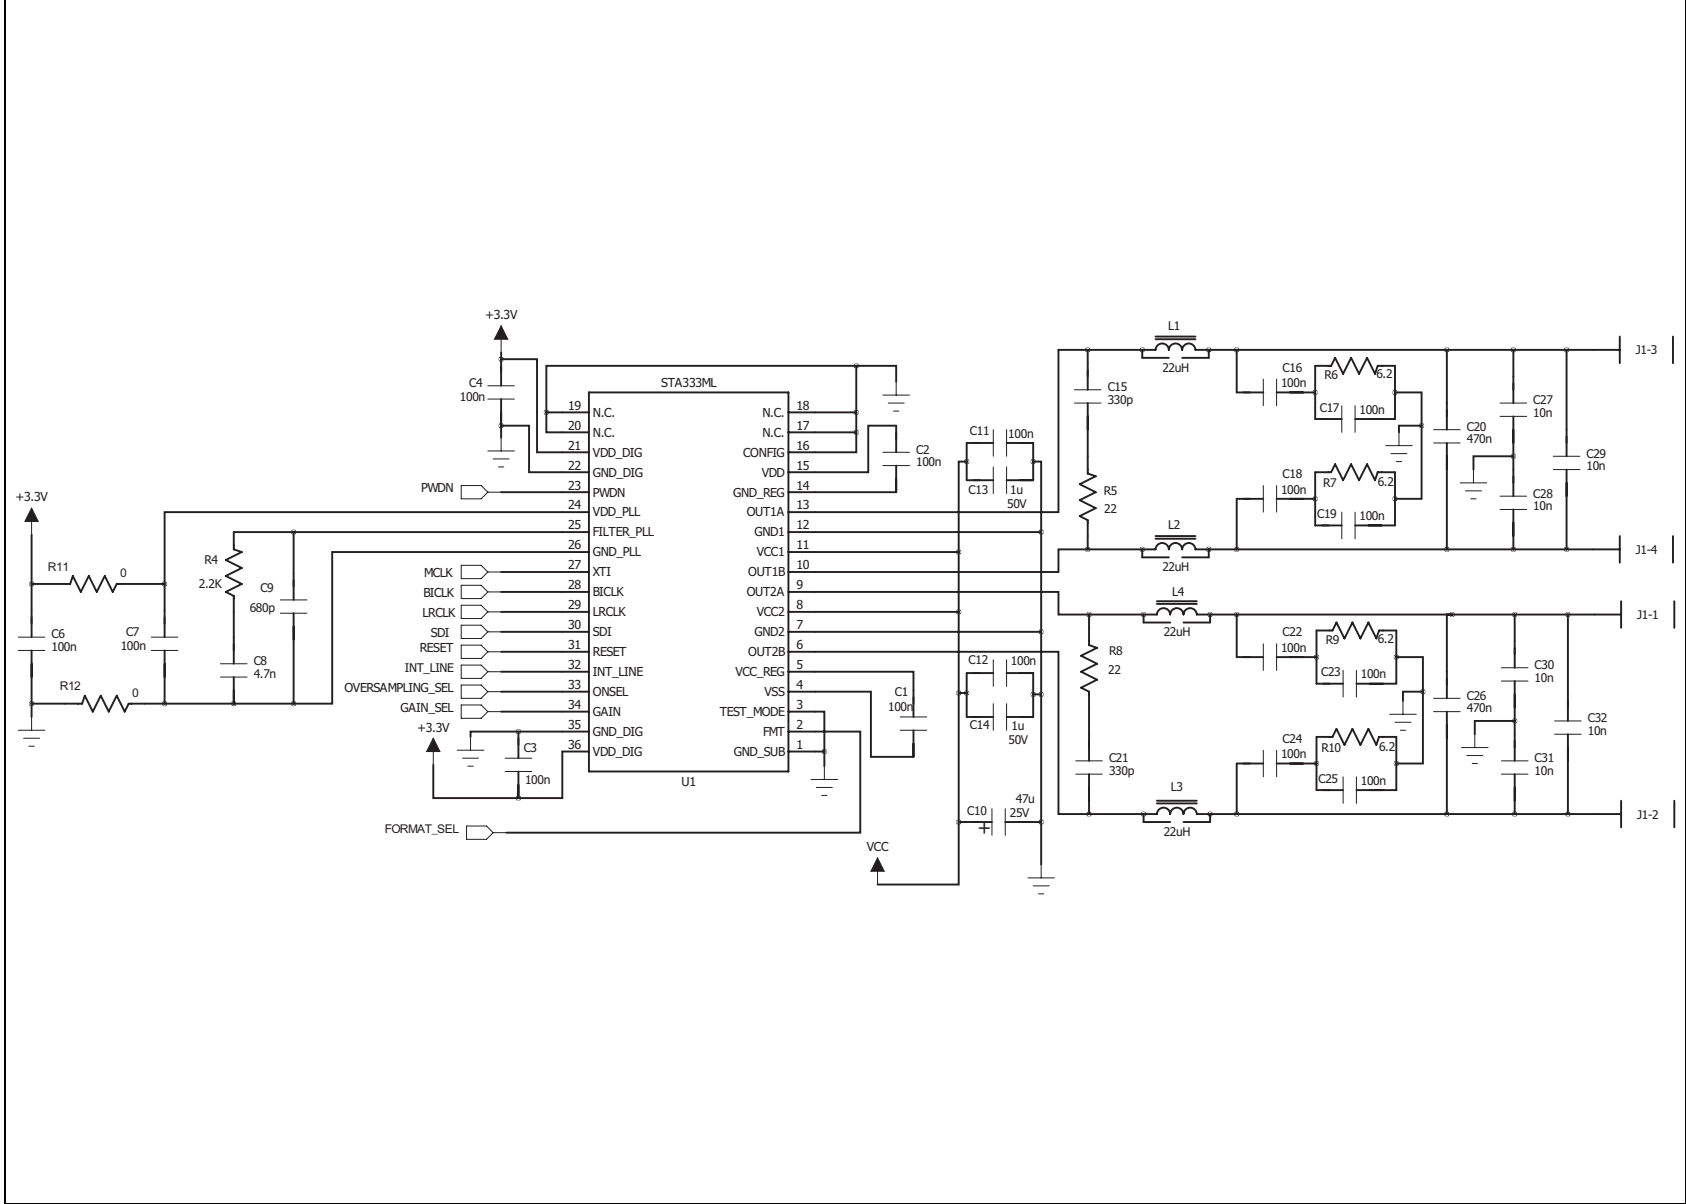 +3.3V
C4
100n
STA333ML
19 N.C.
20 N.C.
21 VDD_DIG
22 GND_DIG
PWDN 23 PWDN
24 VDD_PLL
25 FILTER_PLL
26 GND_PLL
MCLK 27 XTI
BICLK 28 BICLK
LRCLK 29 LRCLK
SDI 30 SDI
RESET 31 RESET
INT_LINE 32 INT_LINE
OVERSAMPLING_SEL 33 ONSEL
GAIN_SEL 34 GAIN
35 GND_DIG
36 VDD_DIG
N.C. 18
N.C. 17
CONFIG 16
VDD 15
GND_REG 14
OUT1A 13
GND1 12
VCC1 11
OUT1B 10
OUT2A 9
VCC2 8
GND2 7
OUT2B 6
VCC_REG 5
VSS 4
TEST_MODE 3
FMT 2
GND_SUB 1
U1
+3.3V
R11 0
C6
100n
C7
100n
R12 0
R4
2.2K
C9
680p
C8
4.7n
+3.3V
C3
100n
FORMAT_SEL
C2
100n
C1
100n
C11 100n
C13 1u
50V
C12 100n
C14 1u
50V
C10 47u
25V
VCC
L1
22uH
C15
330p
R5
22
L2
22uH
C16
100n
R6 6.2
C17 100n
C18
100n
R7 6.2
C19 100n
C20
470n
C27
10n
C28
10n
C29
10n
J1-3
J1-4
L4
22uH
R8
22
C21
330p
L3
22uH
C22
100n
R9 6.2
C23 100n
C24
100n
R10 6.2
C25 100n
C26
470n
C30
10n
C31
10n
C32
10n
J1-1
J1-2